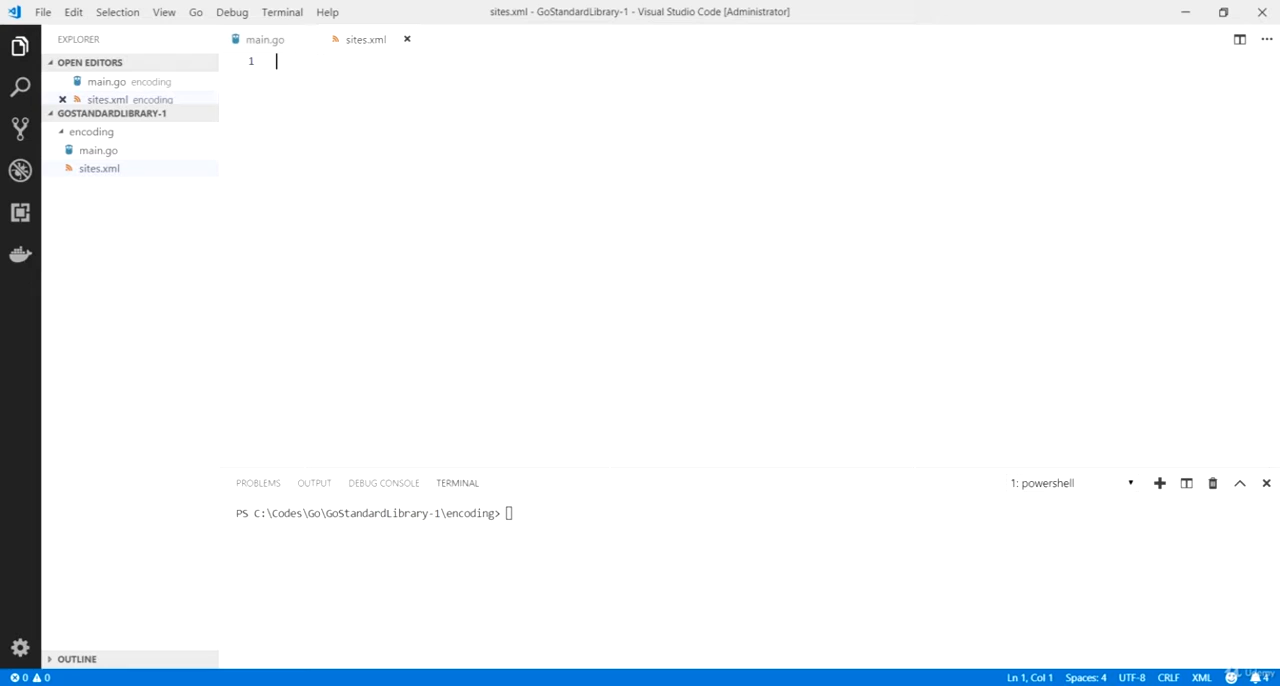 File Edit Selection View Go Debug Terminal Help sites.xml - GoStandardLibrary-1 - Visual Studio Code [Administrator]
EXPLORER main.go sites.xml
OPEN EDITORS
main.go encoding
sites.xml encoding
GOSTANDARDLIBRARY-1
encoding
main.go
sites.xml
1
PROBLEMS OUTPUT DEBUG CONSOLE TERMINAL 1: powershell
PS C:\Codes\Go\GoStandardLibrary-1\encoding>
OUTLINE
0 0 Ln 1, Col 1 Spaces: 4 UTF-8 CRLF XML 4
Udemy